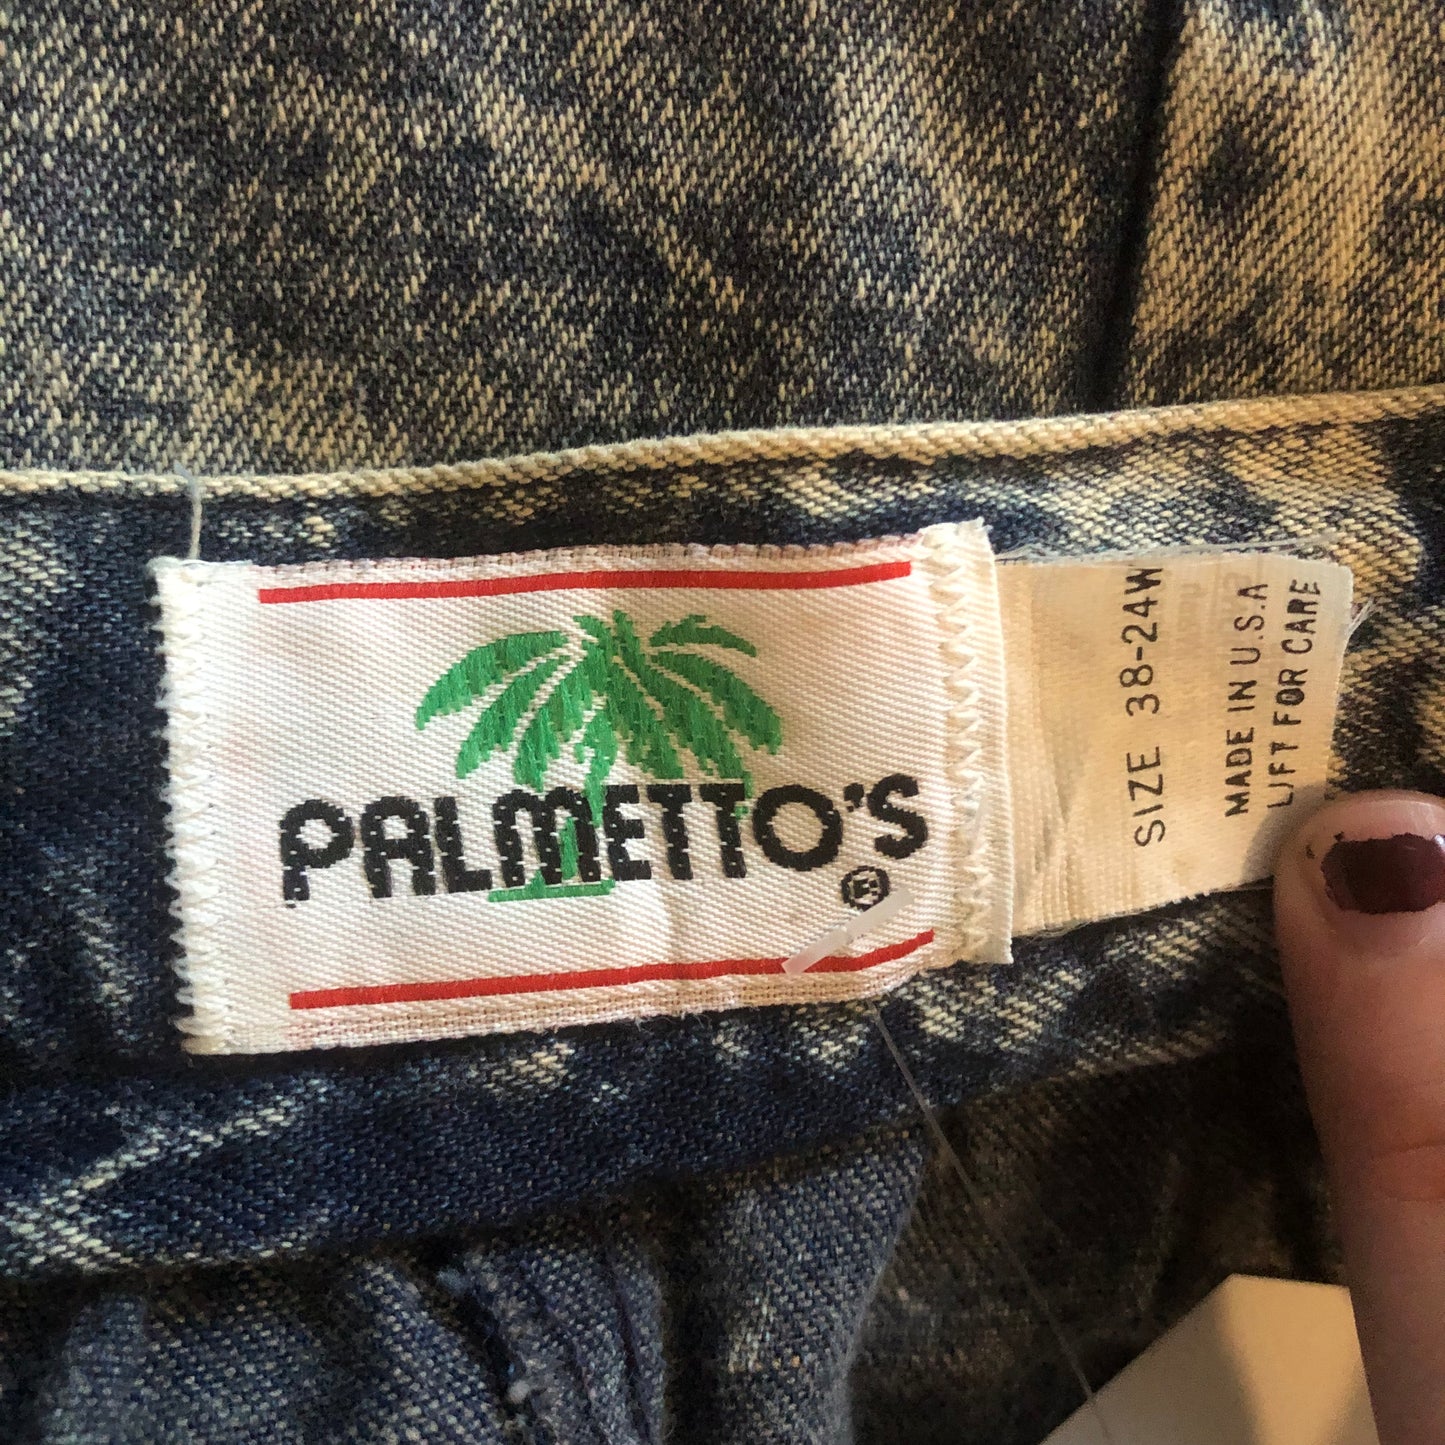 PALMETTO'S
®
SIZE 38-24W
MADE IN U.S.A
LIFT FOR CARE